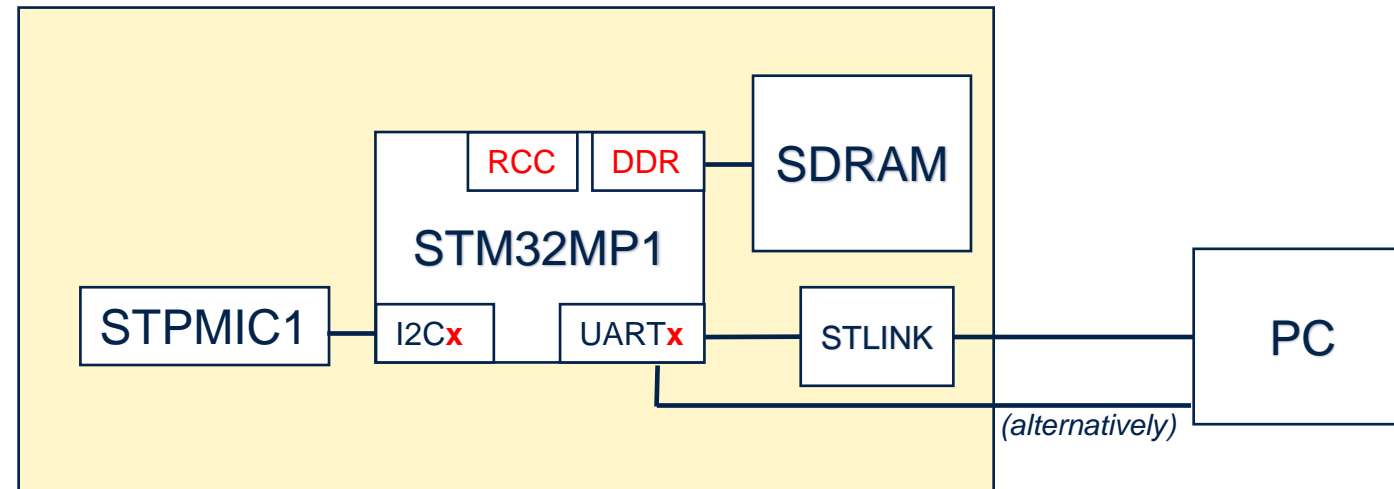 RCC
DDR
SDRAM
STM32MP1
STPMIC1
I2Cx
UARTx
STLINK
PC
(alternatively)